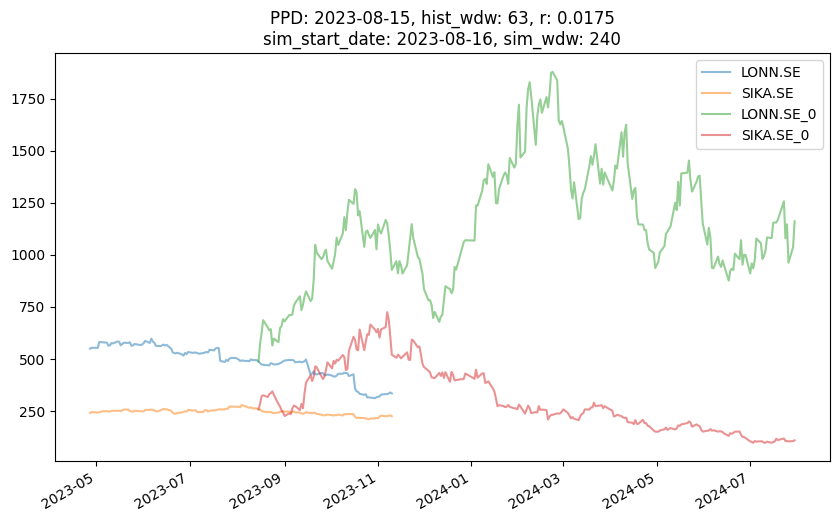 PPD: 2023-08-15, hist_wdw: 63, r: 0.0175
sim_start_date: 2023-08-16, sim_wdw: 240
LONN.SE
SIKA.SE
LONN.SE_0
SIKA.SE_0
1750
1500
1250
1000
750
500
250
2023-05
2023-07
2023-09
2023-11
2024-01
2024-03
2024-05
2024-07